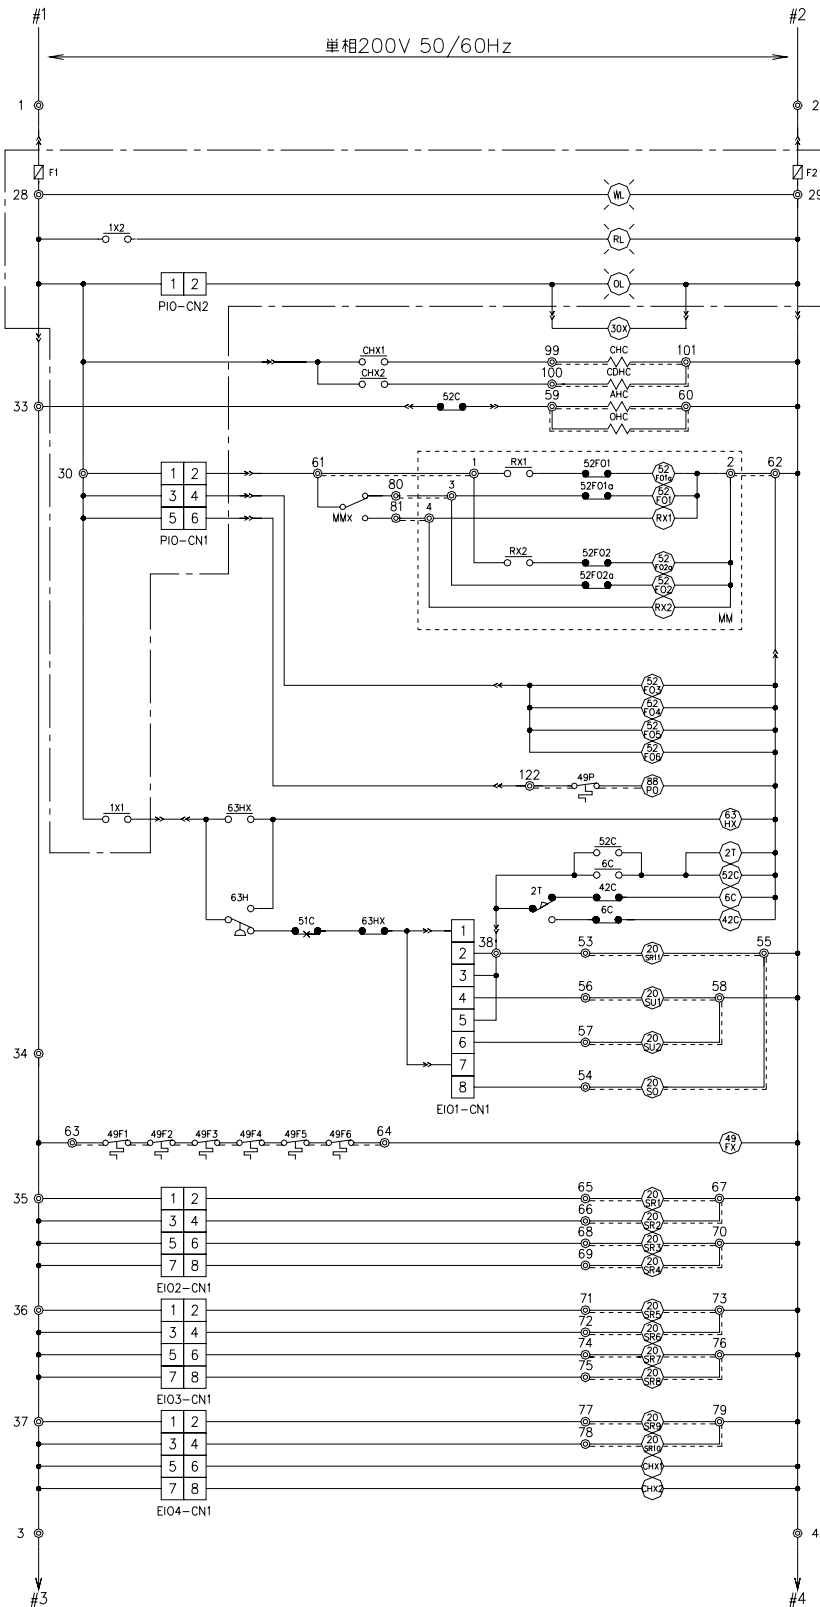 #1 #2
単相200V 50/60Hz
1 2
F1 F2
28 WL 29
1X2 RL
1 2 OL
PIO-CN2
30X
CHX1 99 CHC 101
CHX2 100 CDHC
33 52C 59 AHC 60
OHC
30 1 2 61 1 RX1 52F01 52 F01a 2 62
3 4 80 3 52F01a 52 F01
5 6 MMX 81 4 RX1
PIO-CN1
RX2 52F02 52 F02a
52F02a 52 F02
RX2
MM
52 F03
52 F04
52 F05
52 F06
122 49P 88 PO
1X1 63HX 63 HX
52C 2T
6C 52C
2T 42C 6C
63H 6C 42C
51C 63HX 1
2 38 53 20 SR11 55
3
4 56 20 SU1 58
5
6 57 20 SU2
34 7
8 54 20 SO
EIO1-CN1
63 49F1 49F2 49F3 49F4 49F5 49F6 64 49 FX
35 1 2 65 20 SR1 67
3 4 66 20 SR2
5 6 68 20 SR3 70
7 8 69 20 SR4
EIO2-CN1
36 1 2 71 20 SR5 73
3 4 72 20 SR6
5 6 74 20 SR7 76
7 8 75 20 SR8
EIO3-CN1
37 1 2 77 20 SR9 79
3 4 78 20 SR10
5 6 CHX1
7 8 CHX2
EIO4-CN1
3 4
#3 #4